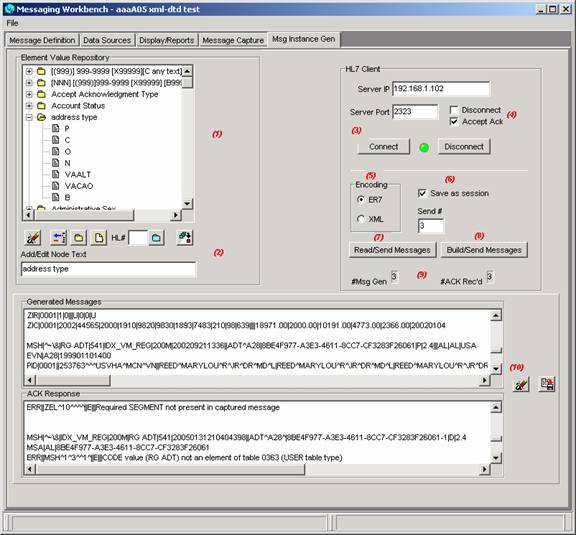 Messaging Workbench - aaaA05 xml-dtd test
File
Message Definition Data Sources Display/Reports Message Capture Msg Instance Gen
Element Value Repository
[(999)] 999-9999 [X99999][C any text]
[NNN] [(999)]999-9999 [X99999] [B999
Accept Acknowledgment Type
Account Status
address type
P
C
O
N
VAALT
VACAO
B
Administrative Sex
(1)
HL#
(2)
Add/Edit Node Text
address type
HL7 Client
Server IP 192.168.1.102
Server Port 2323
Disconnect
Accept Ack
(4)
(3)
Connect Disconnect
(5) (6)
Encoding
ER7
XML
Save as session
Send #
3
(7) (8)
Read/Send Messages Build/Send Messages
#Msg Gen 3 (9) #ACK Rec'd 3
Generated Messages
ZIR|0001|1|0|||U|0|0|U
ZIC|0001|2002|44565|2000|1910|9820|9830|1893|7483|210|98|639||||18971.00|2000.00|10191.00|4773.00|2366.00|20020104
MSH|^~\&|RG ADT|541|IDX_VM_REG|200M|200209211336||ADT^A28|8BE4F977-A3E3-4611-8CC7-CF3283F26061|P|2.4|||AL|AL|USA
EVN|A28|199901101400
PID|0001||253763^^^USVHA^MCN^VN||REED^MARYLOU^R^JR^DR^MD^D^L|REED^MARYLOU^R^JR^DR^MD^D^MD^L|REED^MARYLOU^R^JR^DR
(10)
ACK Response
ERR||ZEL^10^^^^||E|||Required SEGMENT not present in captured message
MSH|^~\&|IDX_VM_REG|200M|RG ADT|541|20050131210404398||ADT^A28^|8BE4F977-A3E3-4611-8CC7-CF3283F26061-1|D|2.4
MSA|AL|8BE4F977-A3E3-4611-8CC7-CF3283F26061
ERR||MSH^1^3^^1^||E|||CODE value (RG ADT) not an element of table 0363 (USER table type)